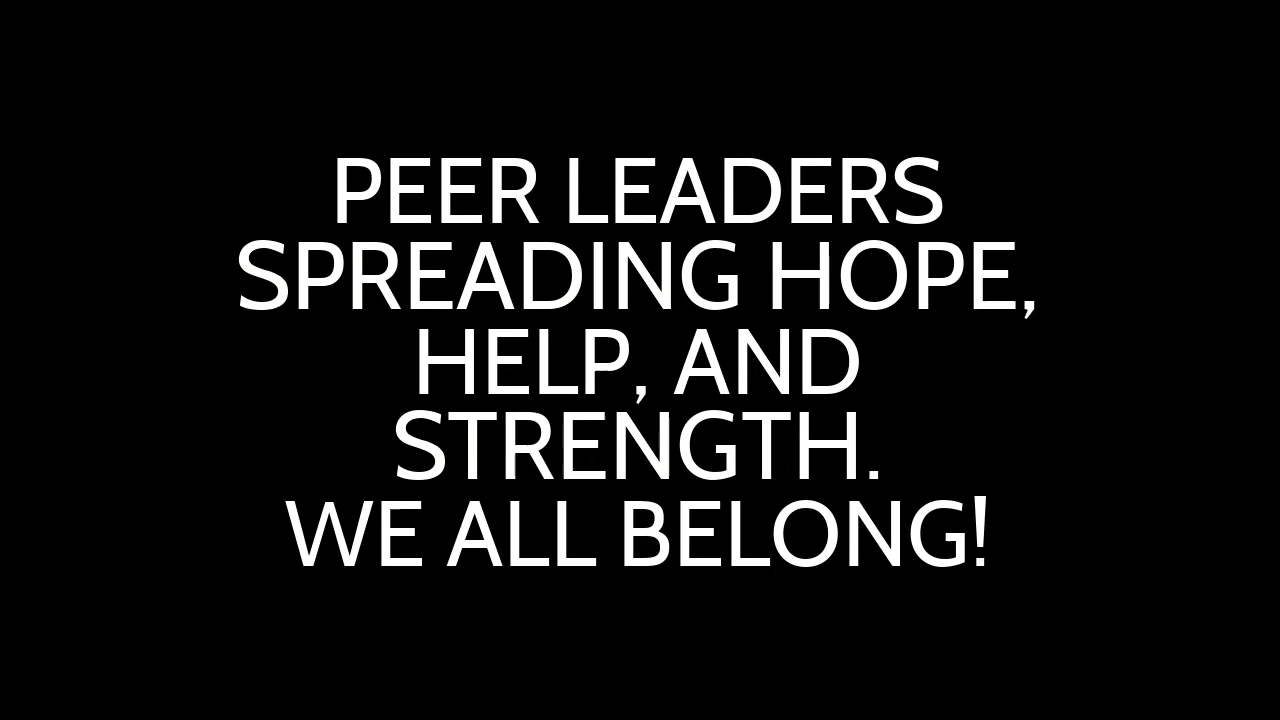 PEER LEADERS
SPREADING HOPE,
HELP, AND
STRENGTH.
WE ALL BELONG!